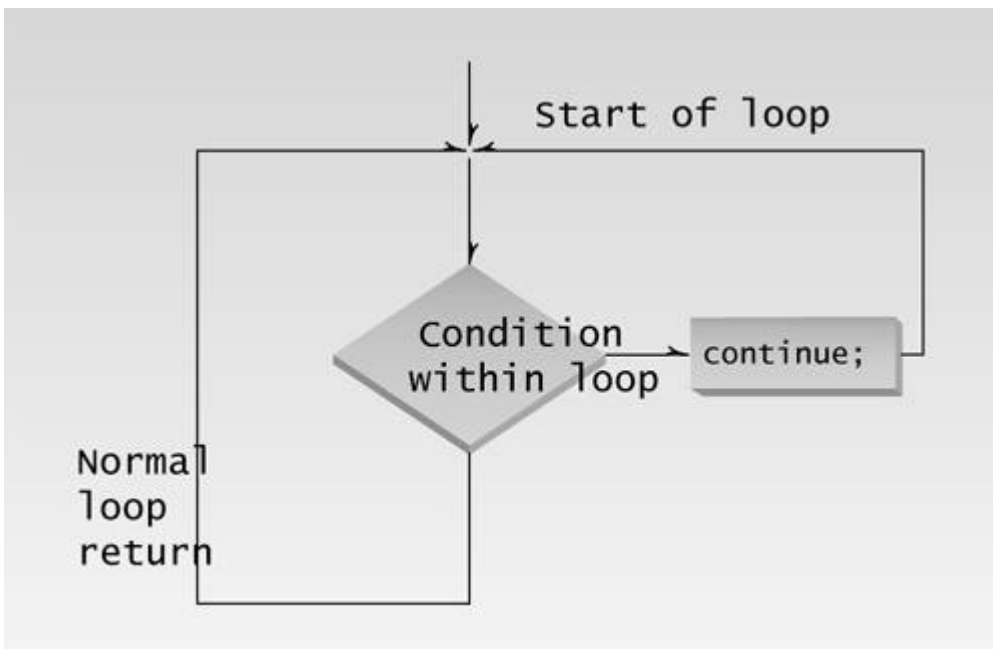 Start of loop
Condition
within loop
continue;
Normal
loop
return